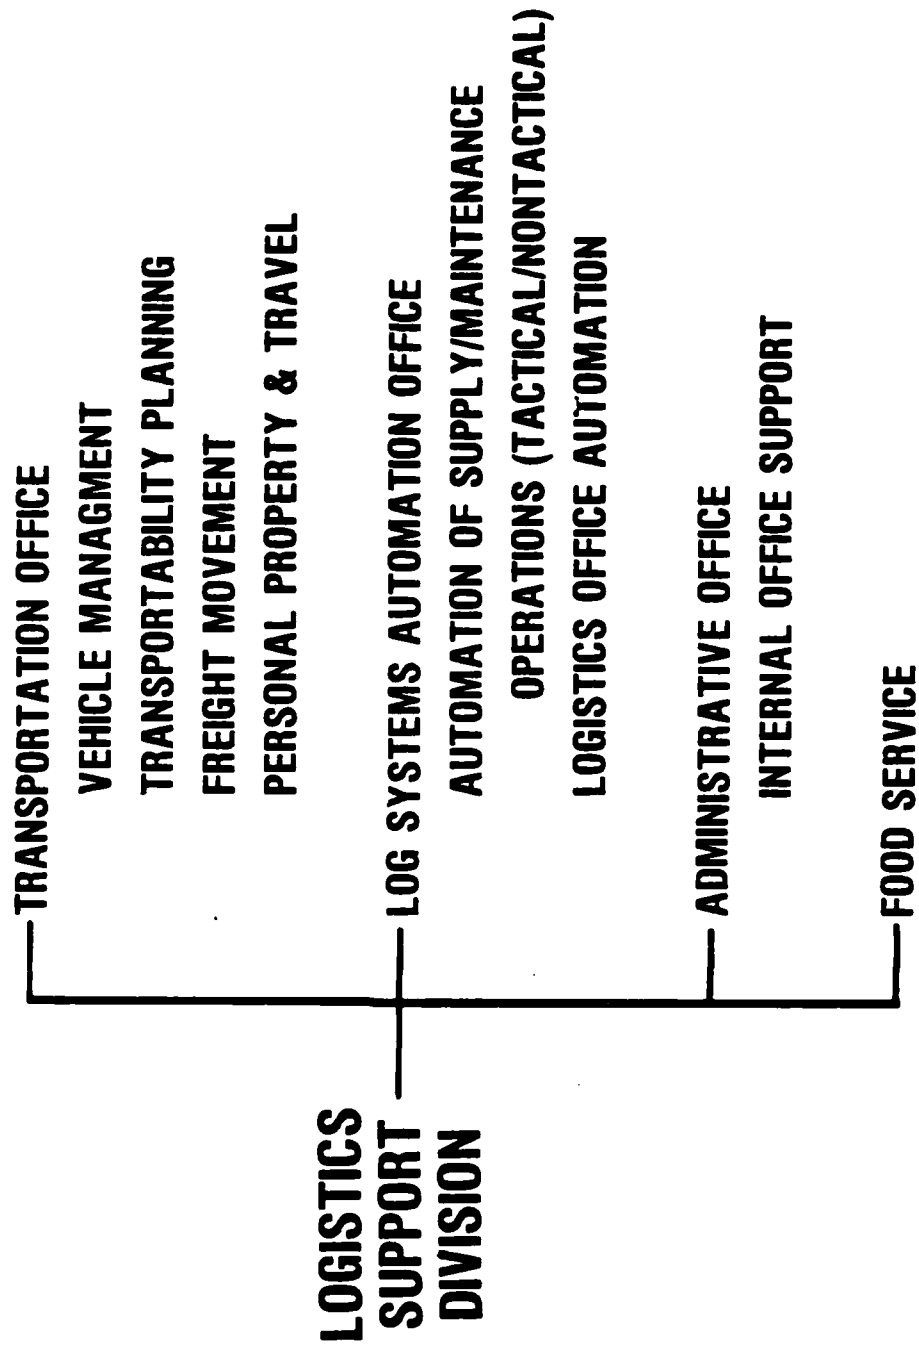 LOGISTICS
SUPPORT
DIVISION
TRANSPORTATION OFFICE
VEHICLE MANAGMENT
TRANSPORTABILITY PLANNING
FREIGHT MOVEMENT
PERSONAL PROPERTY & TRAVEL
LOG SYSTEMS AUTOMATION OFFICE
AUTOMATION OF SUPPLY/MAINTENANCE
OPERATIONS (TACTICAL/NONTACTICAL)
LOGISTICS OFFICE AUTOMATION
ADMINISTRATIVE OFFICE
INTERNAL OFFICE SUPPORT
FOOD SERVICE